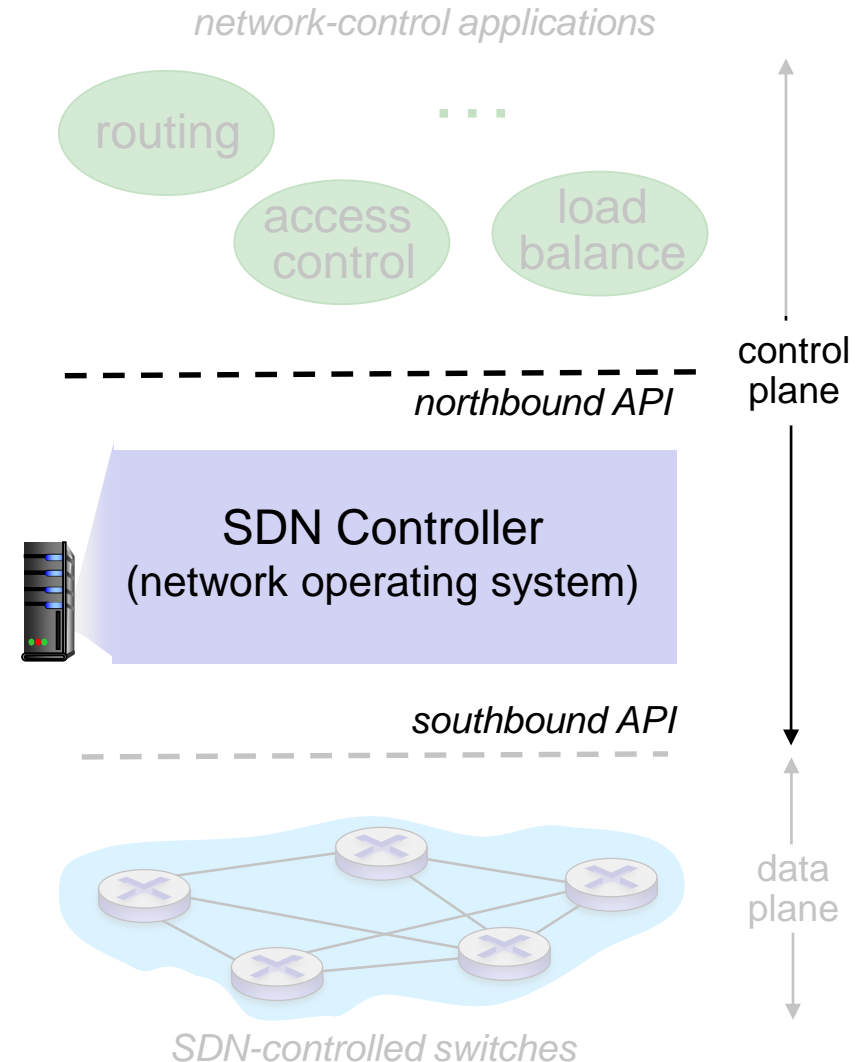 network-control applications
routing
. . .
access
control
load
balance
control
plane
northbound API
SDN Controller
(network operating system)
southbound API
data
plane
SDN-controlled switches